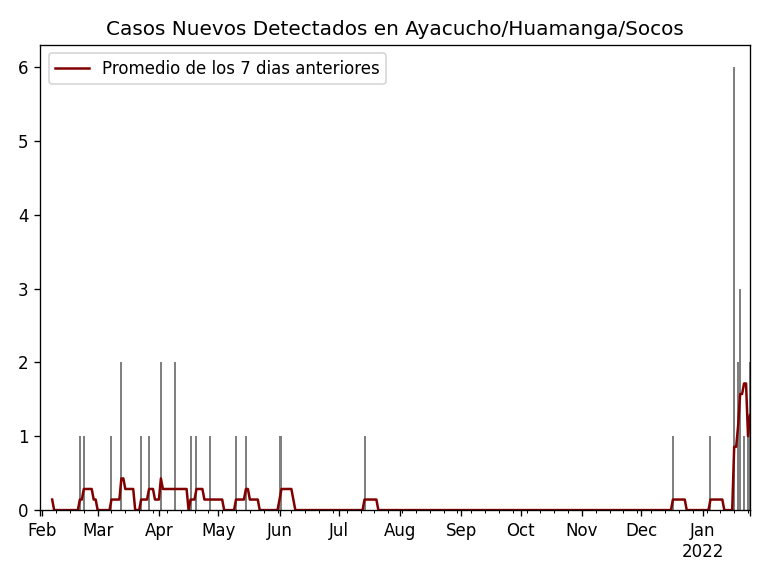 Casos Nuevos Detectados en Ayacucho/Huamanga/Socos
Promedio de los 7 dias anteriores
6
5
4
3
2
1
0
Feb Mar Apr May Jun Jul Aug Sep Oct Nov Dec Jan
2022